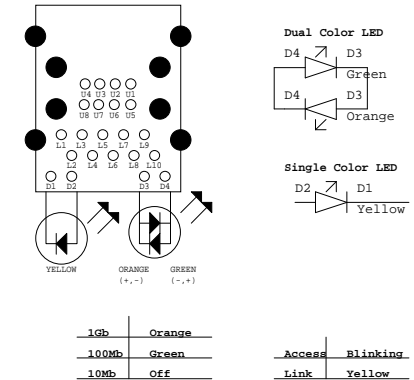 Dual Color LED
D4 D3
Green
D4 D3
Orange
U4 U3 U2 U1
U8 U7 U6 U5
L1 L3 L5 L7 L9
L2 L4 L6 L8 L10
D1 D2 D3 D4
Single Color LED
D2 D1
Yellow
YELLOW ORANGE GREEN
(+,-) (-,+)
1Gb Orange
100Mb Green
10Mb Off
Access Blinking
Link Yellow